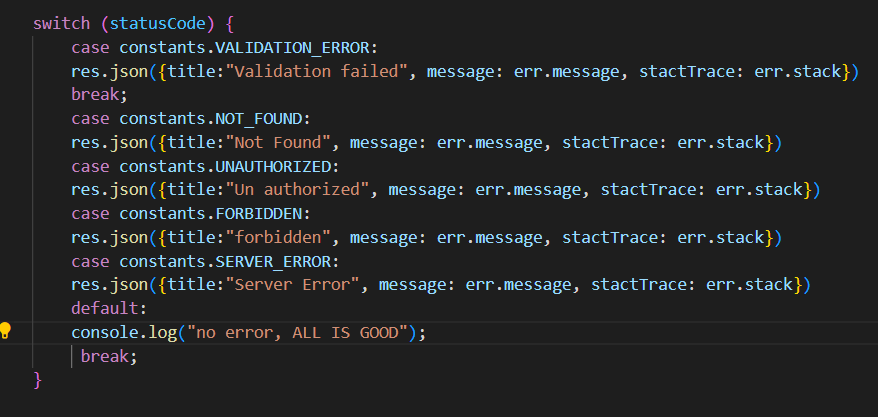 switch (statusCode) {
case constants.VALIDATION_ERROR:
res.json({title:"Validation failed", message: err.message, stactTrace: err.stack})
break;
case constants.NOT_FOUND:
res.json({title:"Not Found", message: err.message, stactTrace: err.stack})
case constants.UNAUTHORIZED:
res.json({title:"Un authorized", message: err.message, stactTrace: err.stack})
case constants.FORBIDDEN:
res.json({title:"forbidden", message: err.message, stactTrace: err.stack})
case constants.SERVER_ERROR:
res.json({title:"Server Error", message: err.message, stactTrace: err.stack})
default:
console.log("no error, ALL IS GOOD");
break;
}